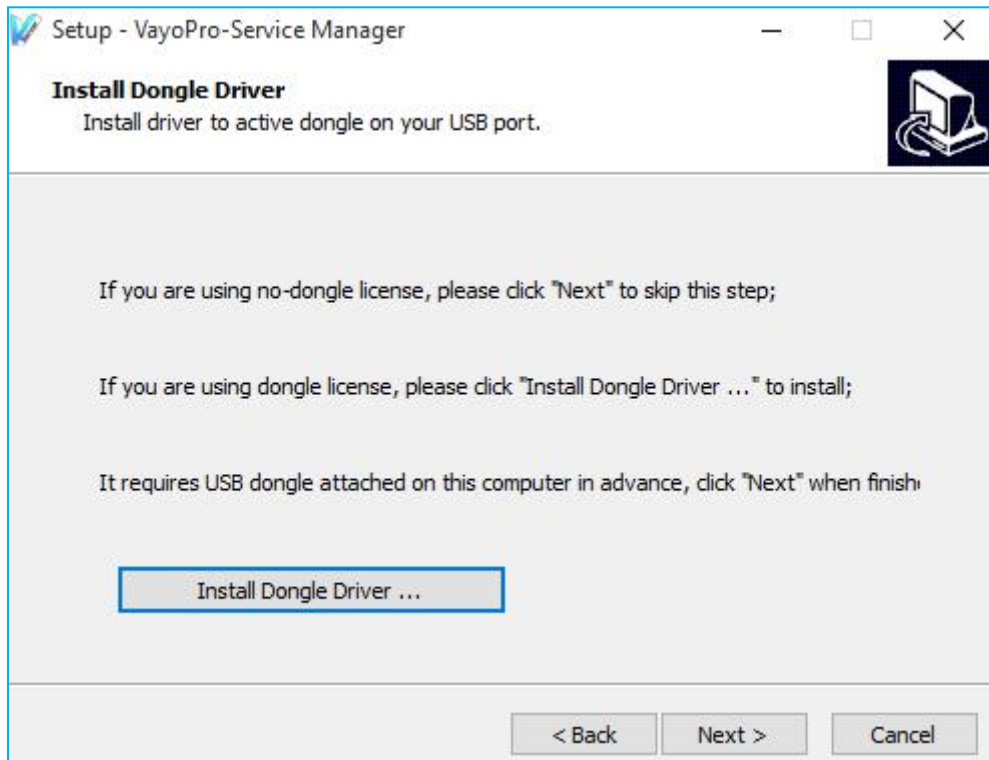 Setup - VayoPro-Service Manager
Install Dongle Driver
Install driver to active dongle on your USB port.
If you are using no-dongle license, please click "Next" to skip this step;
If you are using dongle license, please click "Install Dongle Driver ..." to install;
It requires USB dongle attached on this computer in advance, click "Next" when finish
Install Dongle Driver ...
< Back
Next >
Cancel